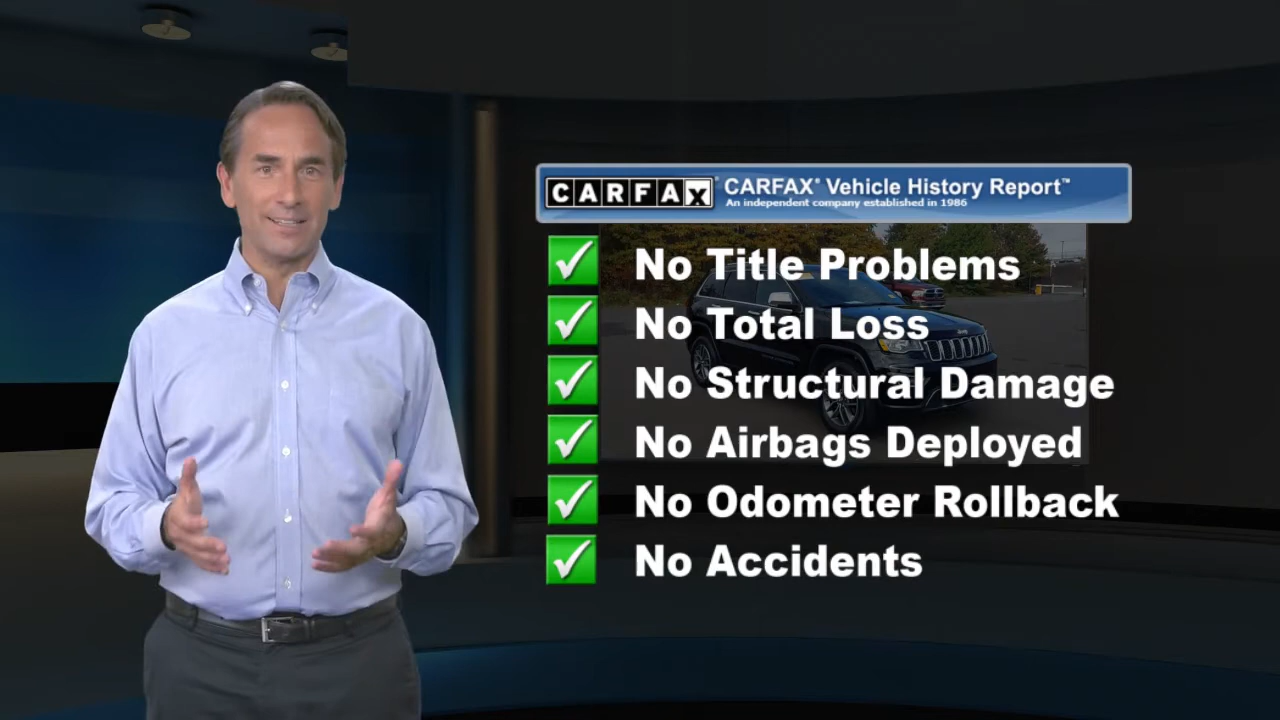 CARFAX
CARFAX® Vehicle History Report™
An independent company established in 1986
No Title Problems
No Total Loss
No Structural Damage
No Airbags Deployed
No Odometer Rollback
No Accidents